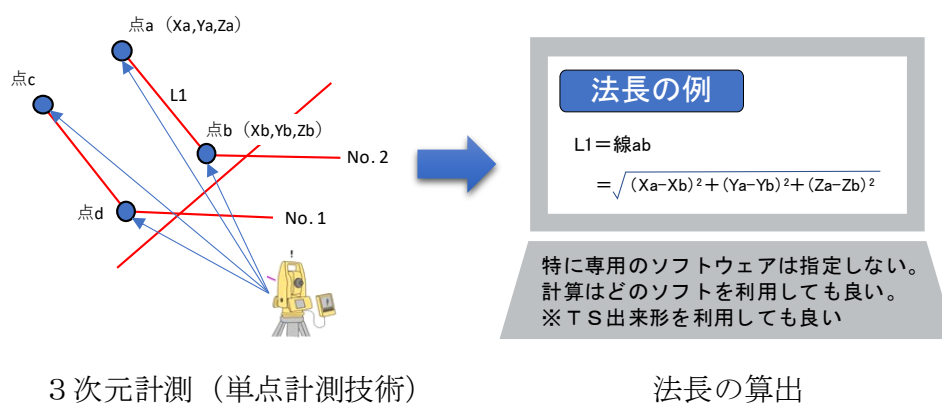 点a（Xa,Ya,Za）
点c
L1
点b（Xb,Yb,Zb）
No.2
点d
No.1
法長の例
L1＝線ab
＝√(Xa-Xb)²＋(Ya-Yb)²＋(Za-Zb)²
特に専用のソフトウェアは指定しない。
計算はどのソフトを利用しても良い。
※ＴＳ出来形を利用しても良い
３次元計測（単点計測技術）
法長の算出